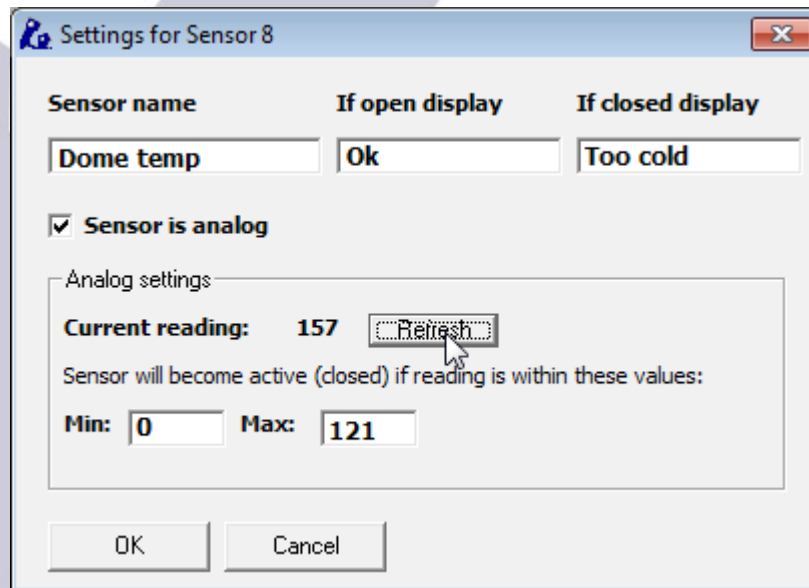 Settings for Sensor 8
Sensor name If open display If closed display
Dome temp Ok Too cold
Sensor is analog
Analog settings
Current reading: 157 Refresh
Sensor will become active (closed) if reading is within these values:
Min: 0 Max: 121
OK Cancel